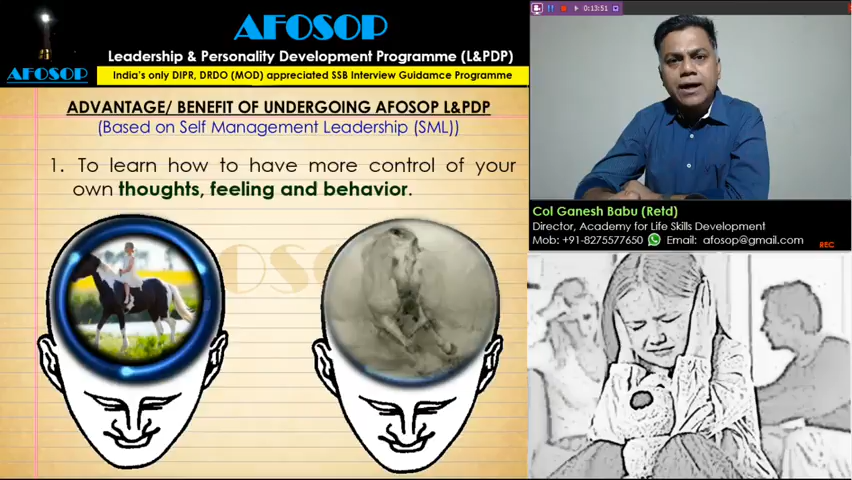 AFOSOP
AFOSOP
Leadership & Personality Development Programme (L&PDP)
India's only DIPR, DRDO (MOD) appreciated SSB Interview Guidamce Programme
ADVANTAGE/ BENEFIT OF UNDERGOING AFOSOP L&PDP
(Based on Self Management Leadership (SML))
1. To learn how to have more control of your
own thoughts, feeling and behavior.
0:13:51
Col Ganesh Babu (Retd)
Director, Academy for Life Skills Development
Mob: +91-8275577650 Email: afosop@gmail.com
REC